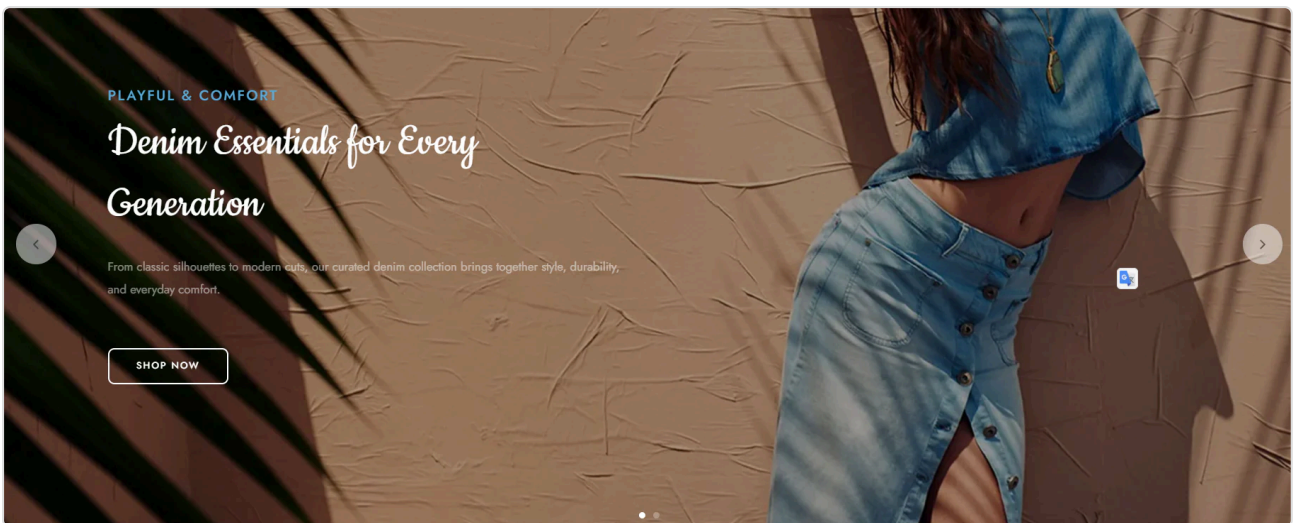 PLAYFUL & COMFORT
Denim Essentials for Every
Generation
From classic silhouettes to modern cuts, our curated denim collection brings together style, durability,
and everyday comfort.
SHOP NOW